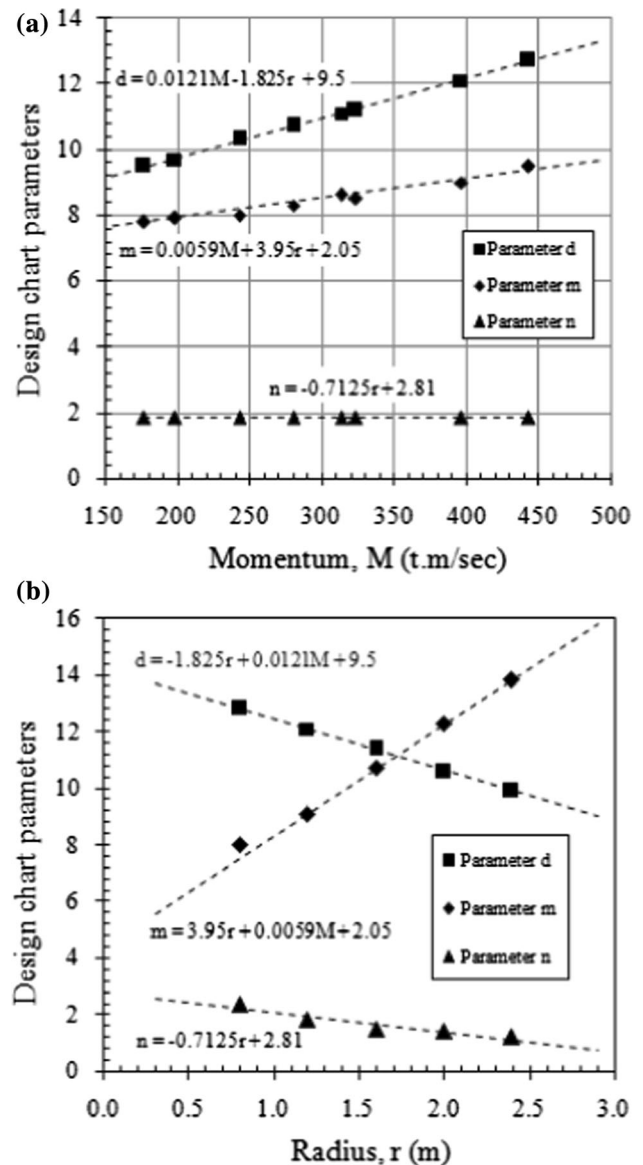 (a)
14
12
10
8
6
4
2
0
Design chart parameters
d=0.0121M-1.825r+9.5
m=0.0059M+3.95r+2.05
Parameter d
Parameter m
Parameter n
n=-0.7125r+2.81
150 200 250 300 350 400 450 500
Momentum, M (t.m/sec)
(b)
16
14
12
10
8
6
4
2
0
Design chart paameters
d=-1.825r+0.0121M+9.5
Parameter d
Parameter m
Parameter n
m=3.95r+0.0059M+2.05
n=-0.7125r+2.81
0.0 0.5 1.0 1.5 2.0 2.5 3.0
Radius, r (m)